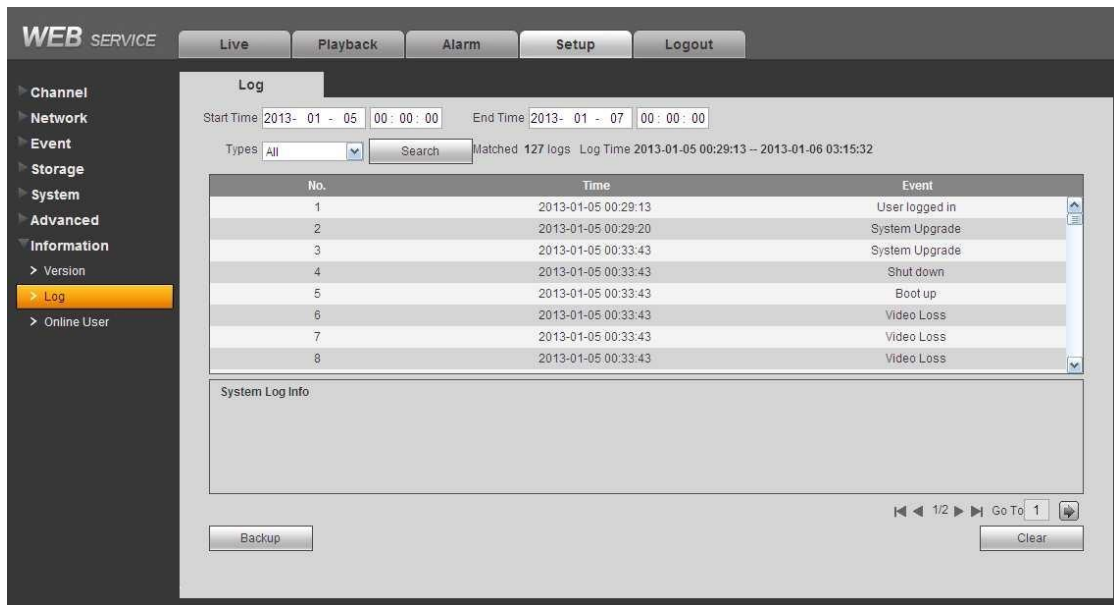 WEB SERVICE
Live Playback Alarm Setup Logout
Channel
Network
Event
Storage
System
Advanced
Information
> Version
> Log
> Online User
Log
Start Time 2013- 01 - 05 00 : 00 : 00 End Time 2013- 01 - 07 00 : 00 : 00
Types All Search Matched 127 logs Log Time 2013-01-05 00:29:13 -- 2013-01-06 03:15:32
No. Time Event
1 2013-01-05 00:29:13 User logged in
2 2013-01-05 00:29:20 System Upgrade
3 2013-01-05 00:33:43 System Upgrade
4 2013-01-05 00:33:43 Shut down
5 2013-01-05 00:33:43 Boot up
6 2013-01-05 00:33:43 Video Loss
7 2013-01-05 00:33:43 Video Loss
8 2013-01-05 00:33:43 Video Loss
System Log Info
1/2 Go To 1
Backup Clear